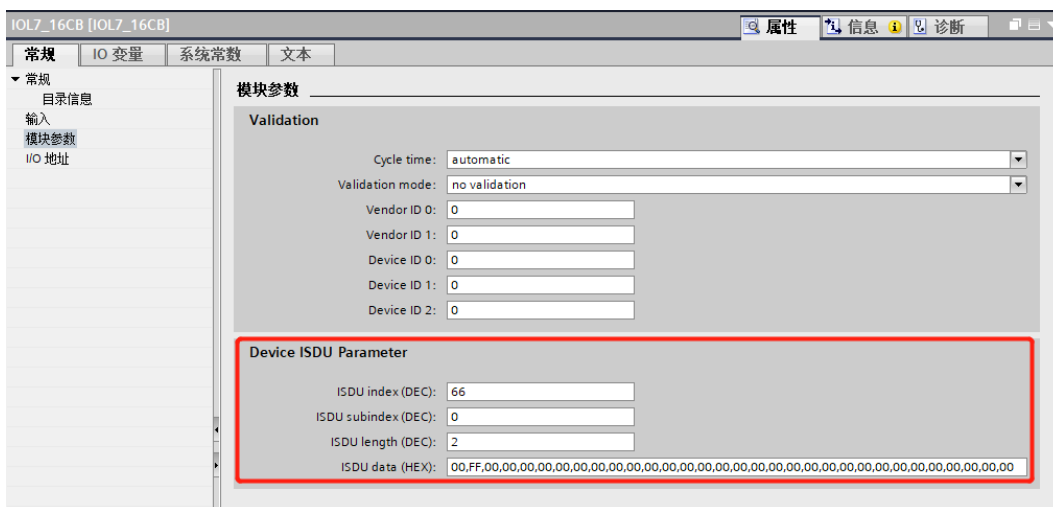 IOL7_16CB [IOL7_16CB]
属性 信息 诊断
常规 IO 变量 系统常数 文本
常规
目录信息
输入
模块参数
I/O 地址
模块参数
Validation
Cycle time: automatic
Validation mode: no validation
Vendor ID 0: 0
Vendor ID 1: 0
Device ID 0: 0
Device ID 1: 0
Device ID 2: 0
Device ISDU Parameter
ISDU index (DEC): 66
ISDU subindex (DEC): 0
ISDU length (DEC): 2
ISDU data (HEX): 00,FF,00,00,00,00,00,00,00,00,00,00,00,00,00,00,00,00,00,00,00,00,00,00,00,00,00,00,00,00,00,00